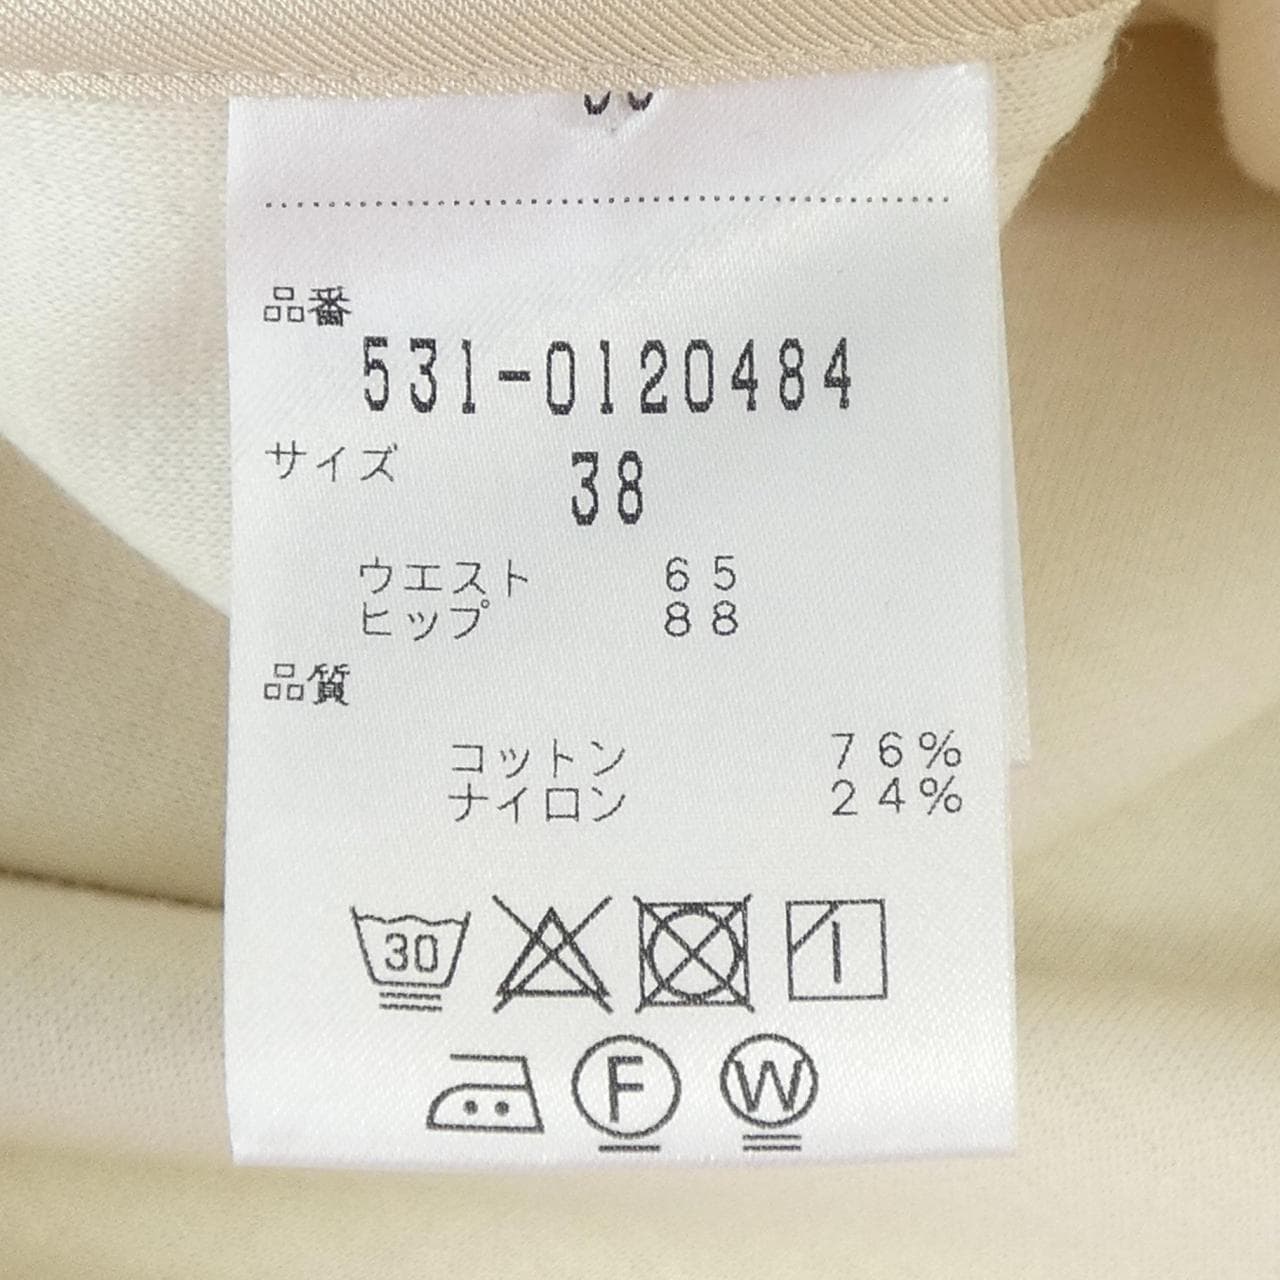 品番
531-0120484
サイズ 38
ウエスト 65
ヒップ 88
品質
コットン 76%
ナイロン 24%
30
F W